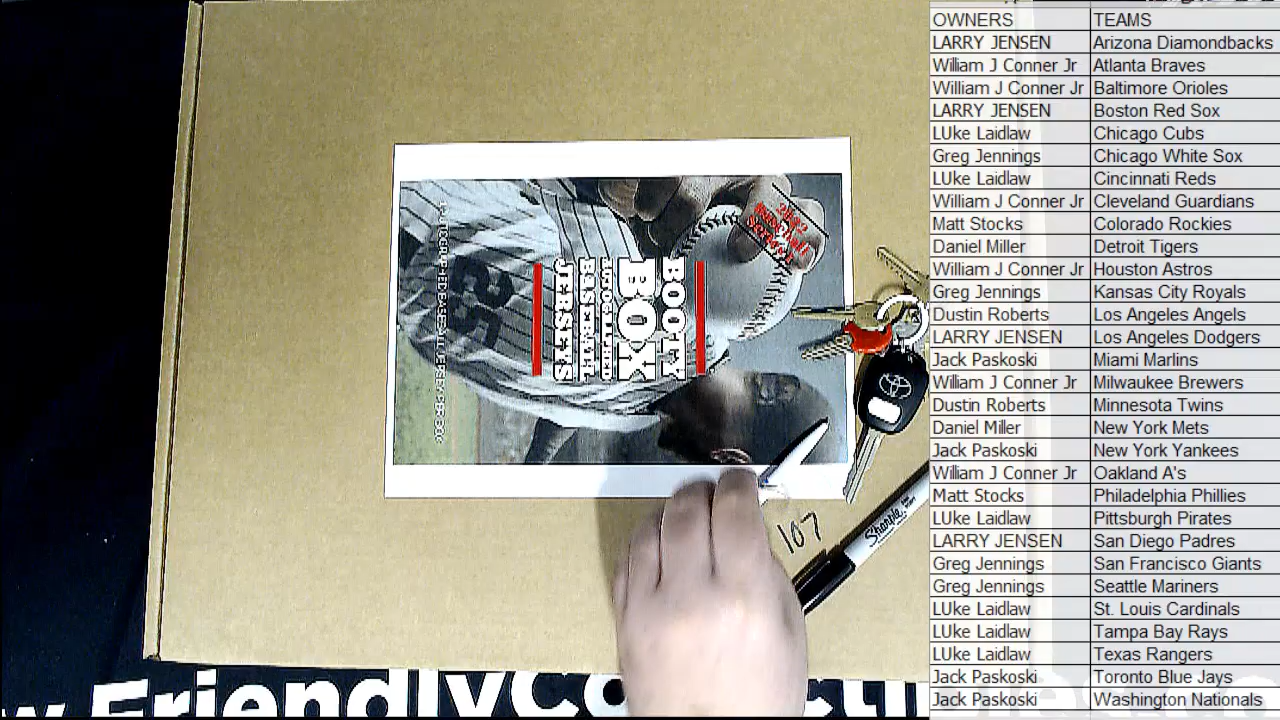 OWNERS TEAMS
LARRY JENSEN Arizona Diamondbacks
William J Conner Jr Atlanta Braves
William J Conner Jr Baltimore Orioles
LARRY JENSEN Boston Red Sox
LUke Laidlaw Chicago Cubs
Greg Jennings Chicago White Sox
LUke Laidlaw Cincinnati Reds
William J Conner Jr Cleveland Guardians
Matt Stocks Colorado Rockies
Daniel Miller Detroit Tigers
William J Conner Jr Houston Astros
Greg Jennings Kansas City Royals
Dustin Roberts Los Angeles Angels
LARRY JENSEN Los Angeles Dodgers
Jack Paskoski Miami Marlins
William J Conner Jr Milwaukee Brewers
Dustin Roberts Minnesota Twins
Daniel Miller New York Mets
Jack Paskoski New York Yankees
William J Conner Jr Oakland A's
Matt Stocks Philadelphia Phillies
LUke Laidlaw Pittsburgh Pirates
LARRY JENSEN San Diego Padres
Greg Jennings San Francisco Giants
Greg Jennings Seattle Mariners
LUke Laidlaw St. Louis Cardinals
LUke Laidlaw Tampa Bay Rays
LUke Laidlaw Texas Rangers
Jack Paskoski Toronto Blue Jays
Jack Paskoski Washington Nationals
BOOTY
BOX
AUTOGRAPHED
BASEBALL
JERSEYS
25
107
Sharpie